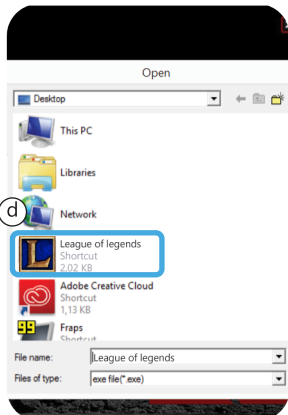 Open
Desktop
This PC
Libraries
d
Network
League of legends
Shortcut
2,02 KB
Adobe Creative Cloud
Shortcut
1,13 KB
99
Fraps
Shortcut
File name: League of legends
Files of type: exe file(*.exe)